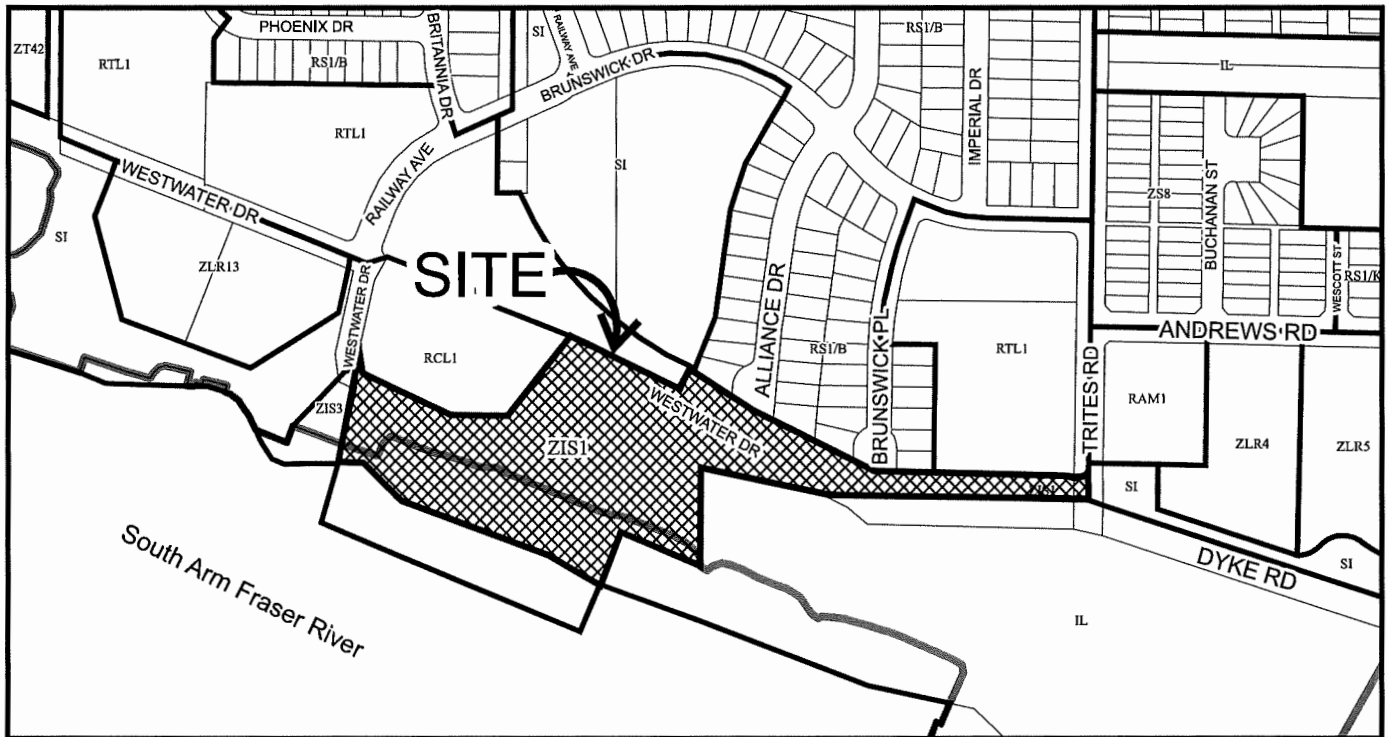 PHOENIX DR
BRITANNIA DR
SI
RAILWAY AVE
BRUNSWICK DR
RS1/B
IMPERIAL DR
ZT42
RTL1
RS1/B
IL
RTL1
SI
WESTWATER DR
RAILWAY AVE
BUCHANAN ST
ZS8
SI
ZLR13
WESTWATER DR
SITE
ALLIANCE DR
BRUNSWICK PL
RTL1
TRITES RD
WESCOTT ST
RS1/K
ANDREWS RD
RCL1
RS1/B
RAM1
ZLR4
ZLR5
ZIS3
WESTWATER DR
ZIS1
ZIS1
SI
DYKE RD
SI
South Arm Fraser River
IL